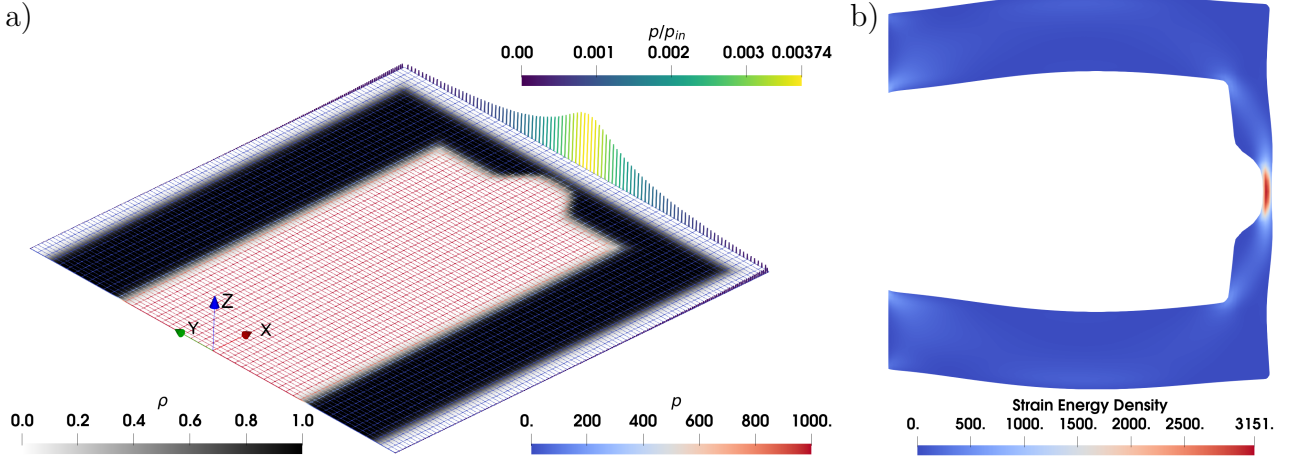 a)
p/p_in
0.00 0.001 0.002 0.003 0.00374
Z
Y X
ρ
0.0 0.2 0.4 0.6 0.8 1.0
p
0. 200 400 600 800 1000.
b)
Strain Energy Density
0. 500. 1000. 1500. 2000. 2500. 3151.